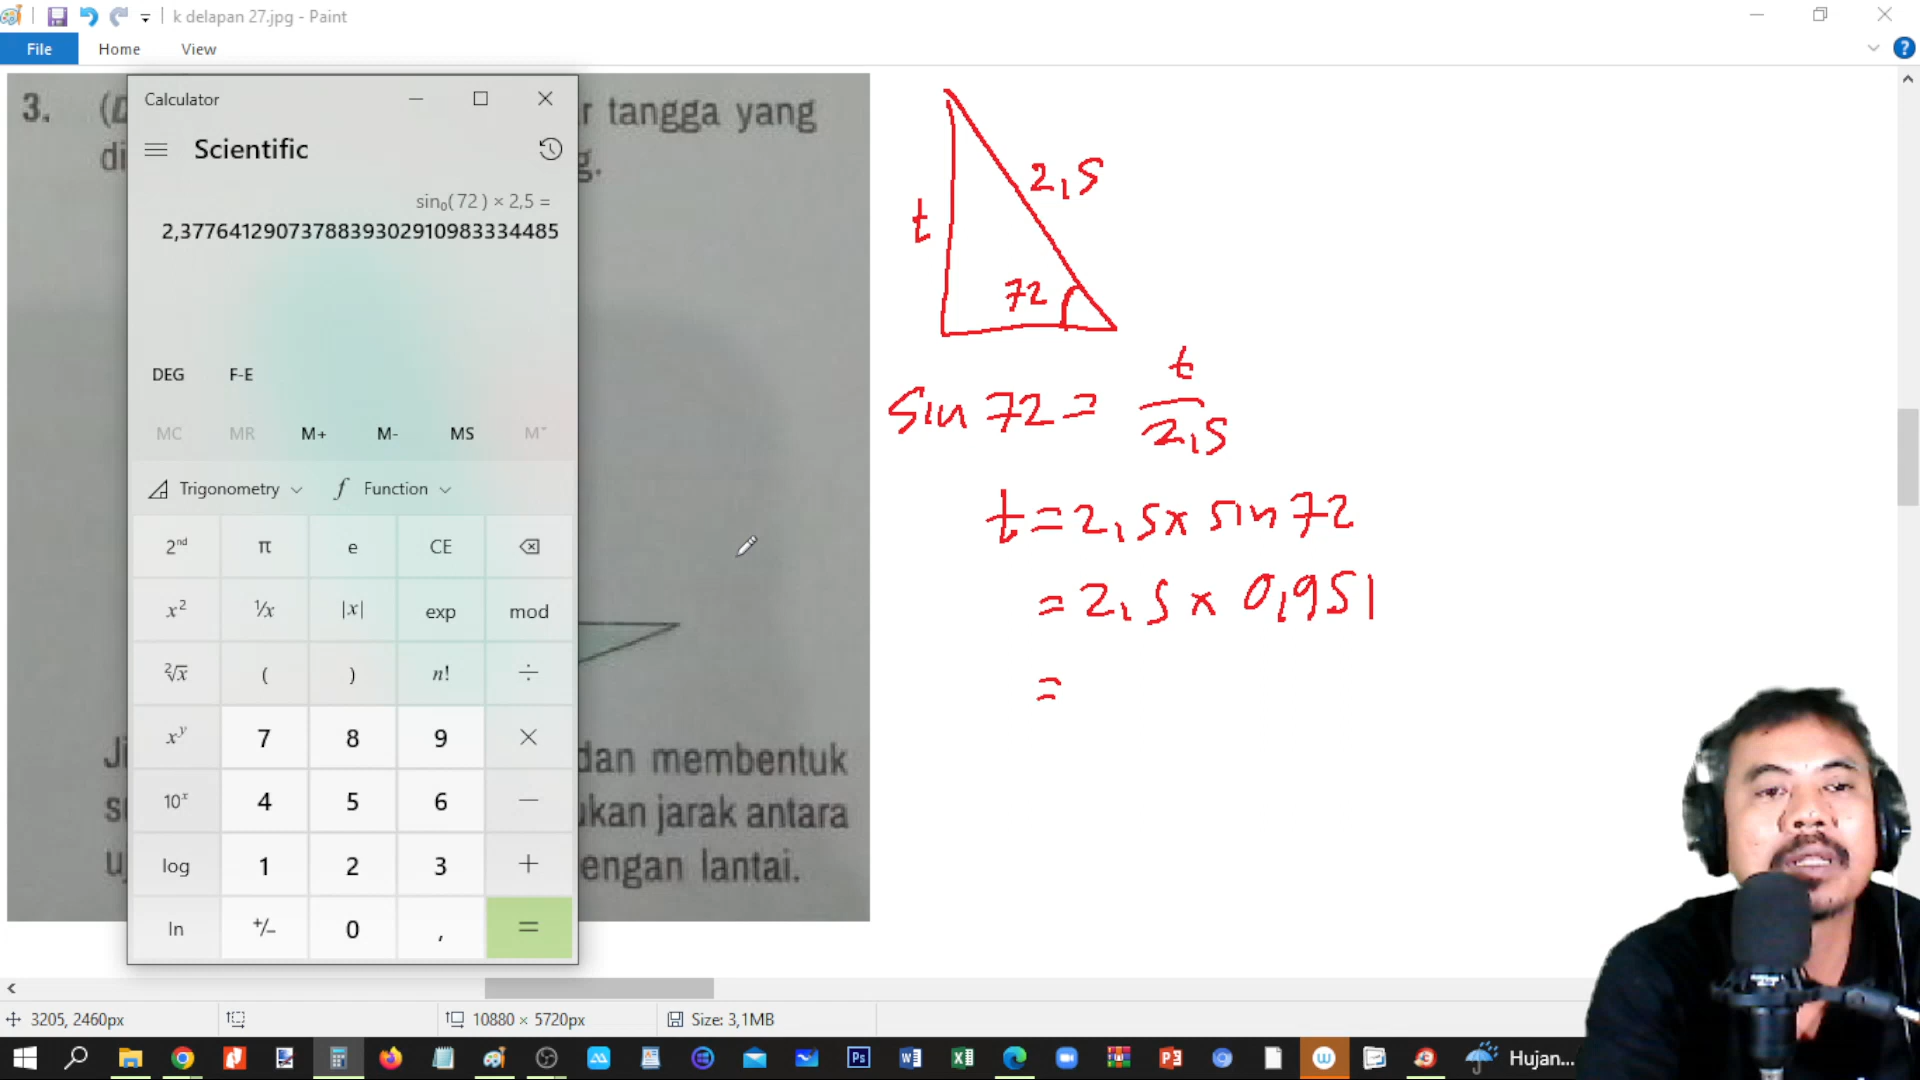 k delapan 27.jpg - Paint
File Home View
3. r tangga yang
di g.
Calculator
Scientific
sin₀(72) × 2,5 =
2,3776412907378839302910983334485
DEG F-E
MC MR M+ M- MS M˅
Trigonometry Function
2ⁿᵈ π e CE
x² ¹/x |x| exp mod
²√x ( ) n! ÷
xʸ 7 8 9 ×
10ˣ 4 5 6 −
log 1 2 3 +
ln +/− 0 , =
dan membentuk
ukan jarak antara
engan lantai.
t 2,5
72
sin 72 = t/2,5
t = 2,5 x sin 72
= 2,5 x 0,951
=
3205, 2460px 10880 × 5720px Size: 3,1MB
Hujan...